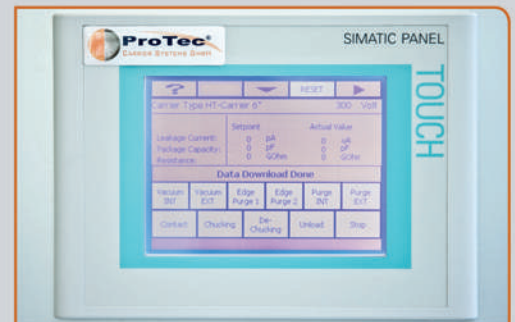 ProTec®
CARRIER SYSTEMS GMBH
SIMATIC PANEL
TOUCH
? RESET
Carrier Type HT-Carrier 6" 300 Volt
Setpoint Actual Value
Leakage Current: 0 pA 0 uA
Package Capacity: 0 pF 0 pF
Resistance: 0 GOhm 0 GOhm
Data Download Done
Vacuum INT Vacuum EXT Edge Purge 1 Edge Purge 2 Purge INT Purge EXT
Contact Chucking De-Chucking Unload Stop